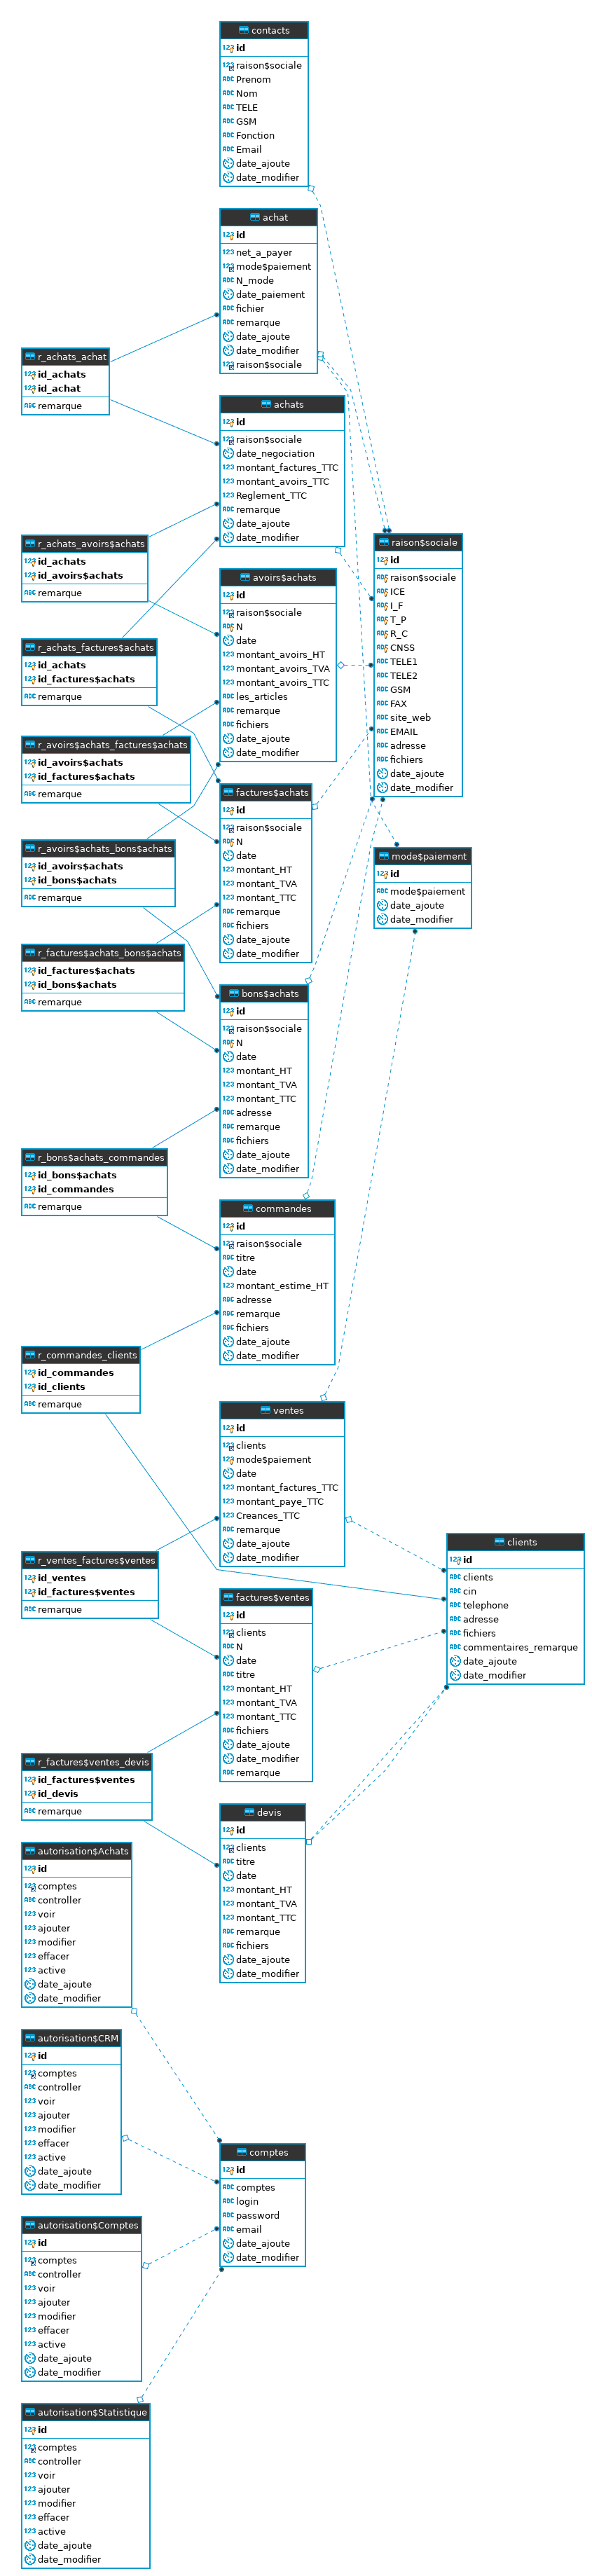 contacts
id
raison$sociale
Prenom
Nom
TELE
GSM
Fonction
Email
date_ajoute
date_modifier
achat
id
net_a_payer
mode$paiement
N_mode
date_paiement
fichier
remarque
date_ajoute
date_modifier
raison$sociale
r_achats_achat
id_achats
id_achat
remarque
achats
id
raison$sociale
date_negociation
montant_factures_TTC
montant_avoirs_TTC
Reglement_TTC
remarque
date_ajoute
date_modifier
r_achats_avoirs$achats
id_achats
id_avoirs$achats
remarque
raison$sociale
id
raison$sociale
ICE
I_F
T_P
R_C
CNSS
TELE1
TELE2
GSM
FAX
site_web
EMAIL
adresse
fichiers
date_ajoute
date_modifier
avoirs$achats
id
raison$sociale
N
date
montant_avoirs_HT
montant_avoirs_TVA
montant_avoirs_TTC
les_articles
remarque
fichiers
date_ajoute
date_modifier
r_achats_factures$achats
id_achats
id_factures$achats
remarque
r_avoirs$achats_factures$achats
id_avoirs$achats
id_factures$achats
remarque
factures$achats
id
raison$sociale
N
date
montant_HT
montant_TVA
montant_TTC
remarque
fichiers
date_ajoute
date_modifier
r_avoirs$achats_bons$achats
id_avoirs$achats
id_bons$achats
remarque
mode$paiement
id
mode$paiement
date_ajoute
date_modifier
r_factures$achats_bons$achats
id_factures$achats
id_bons$achats
remarque
bons$achats
id
raison$sociale
N
date
montant_HT
montant_TVA
montant_TTC
adresse
remarque
fichiers
date_ajoute
date_modifier
r_bons$achats_commandes
id_bons$achats
id_commandes
remarque
commandes
id
raison$sociale
titre
date
montant_estime_HT
adresse
remarque
fichiers
date_ajoute
date_modifier
r_commandes_clients
id_commandes
id_clients
remarque
ventes
id
clients
mode$paiement
date
montant_factures_TTC
montant_paye_TTC
Creances_TTC
remarque
date_ajoute
date_modifier
clients
id
clients
cin
telephone
adresse
fichiers
commentaires_remarque
date_ajoute
date_modifier
r_ventes_factures$ventes
id_ventes
id_factures$ventes
remarque
factures$ventes
id
clients
N
date
titre
montant_HT
montant_TVA
montant_TTC
fichiers
date_ajoute
date_modifier
remarque
r_factures$ventes_devis
id_factures$ventes
id_devis
remarque
devis
id
clients
titre
date
montant_HT
montant_TVA
montant_TTC
remarque
fichiers
date_ajoute
date_modifier
autorisation$Achats
id
comptes
controller
voir
ajouter
modifier
effacer
active
date_ajoute
date_modifier
autorisation$CRM
id
comptes
controller
voir
ajouter
modifier
effacer
active
date_ajoute
date_modifier
comptes
id
comptes
login
password
email
date_ajoute
date_modifier
autorisation$Comptes
id
comptes
controller
voir
ajouter
modifier
effacer
active
date_ajoute
date_modifier
autorisation$Statistique
id
comptes
controller
voir
ajouter
modifier
effacer
active
date_ajoute
date_modifier